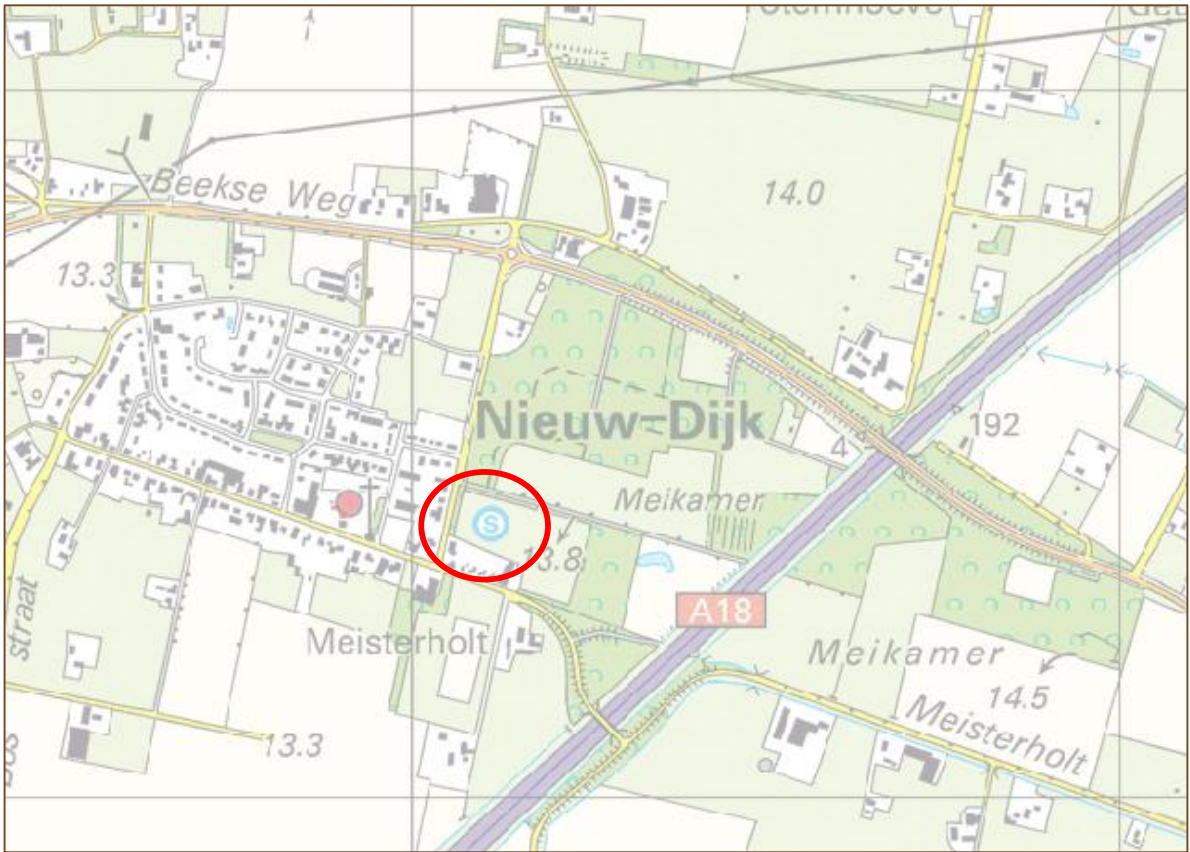 Beekse Weg
14.0
13.3
Nieuw-Dijk
192
4
Meikamer
S
13.8
A18
straat
Meisterholt
Meikamer
14.5
Meisterholt
13.3